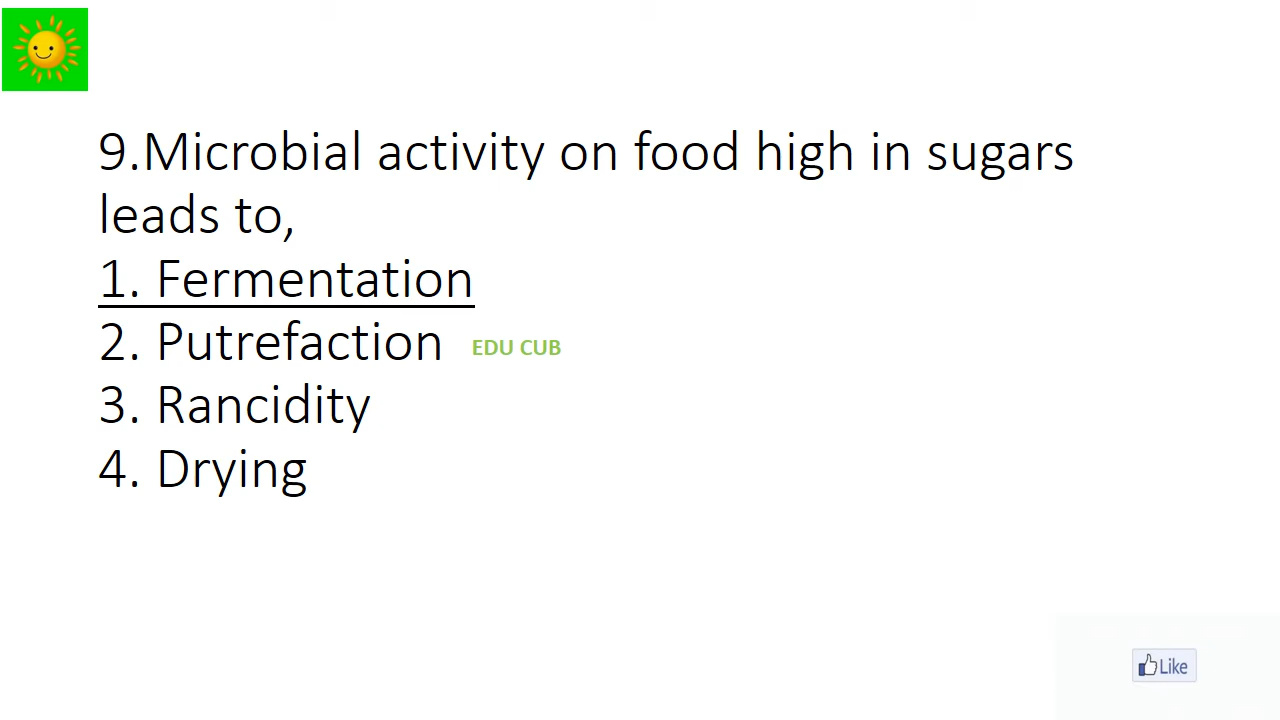 9.Microbial activity on food high in sugars
leads to,
1. Fermentation
2. Putrefaction
EDU CUB
3. Rancidity
4. Drying
Like